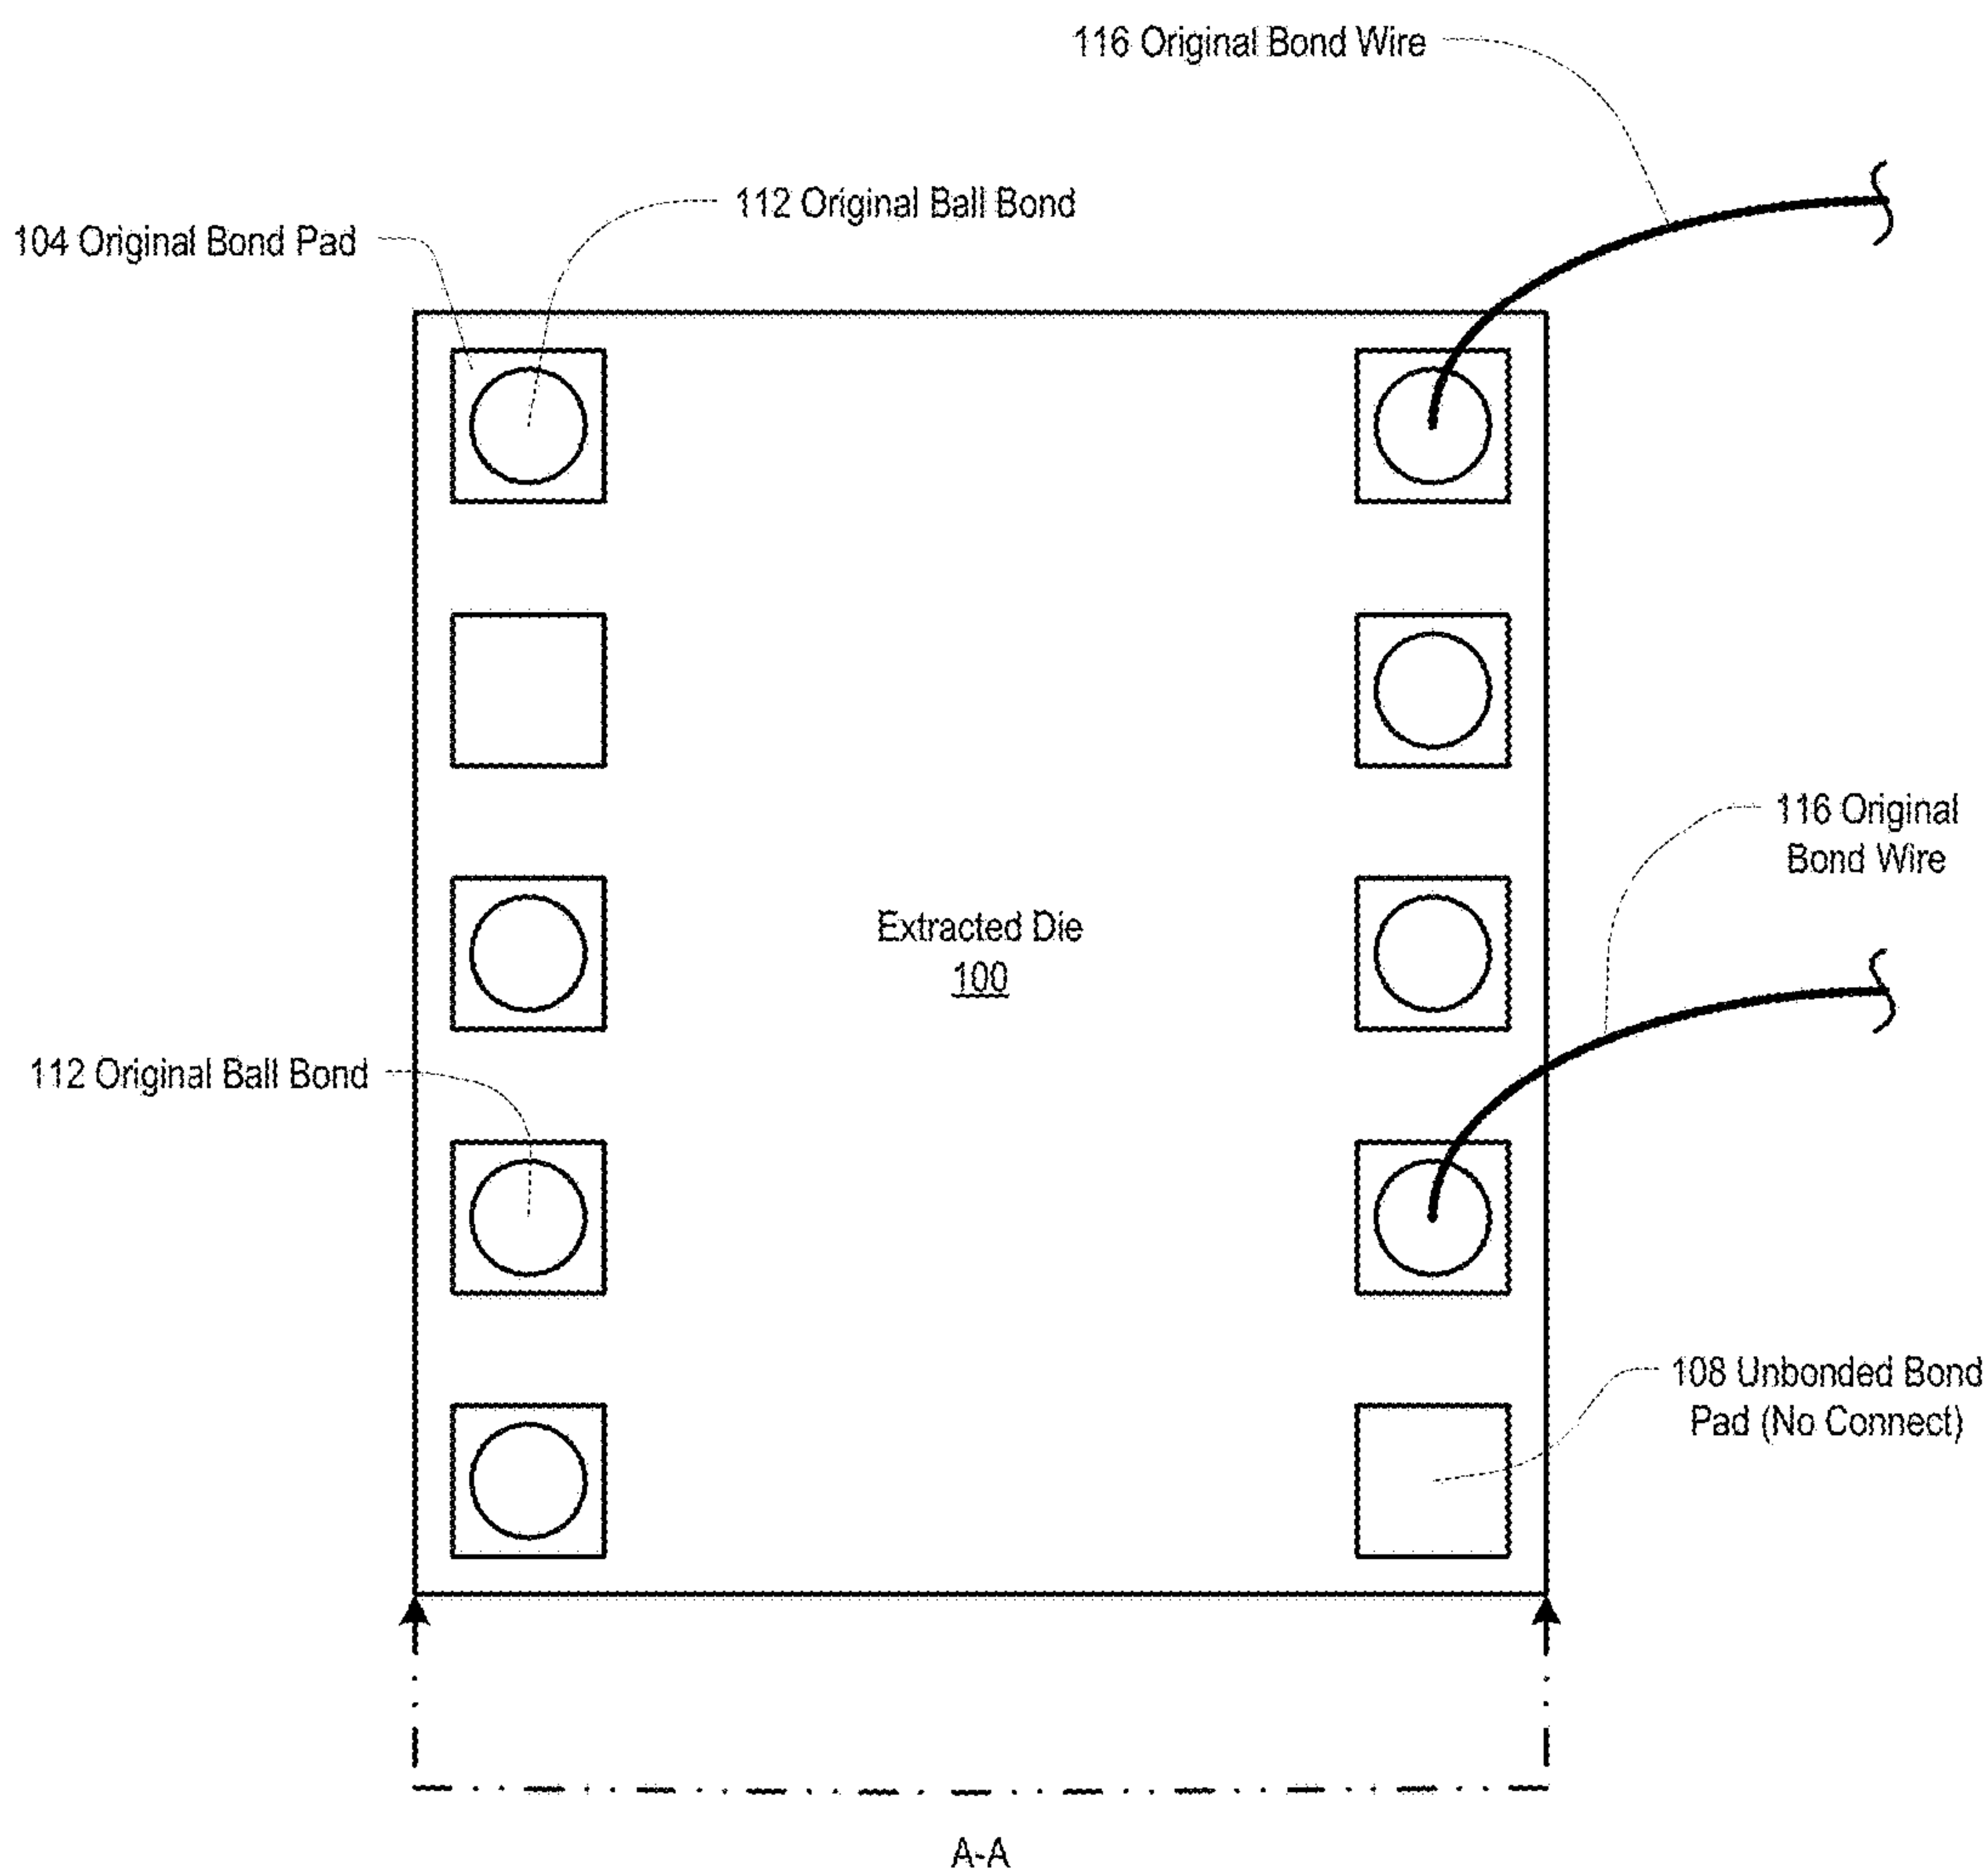 116 Original Bond Wire
112 Original Ball Bond
104 Original Bond Pad
116 Original
Bond Wire
Extracted Die
100
112 Original Ball Bond
108 Unbonded Bond
Pad (No Connect)
A-A